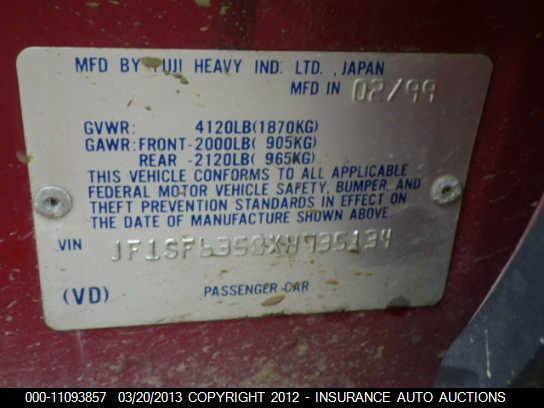 MFD BY FUJI HEAVY IND. LTD. , JAPAN
MFD IN 02/99
GVWR: 4120LB(1870KG)
GAWR:FRONT-2000LB( 905KG)
REAR -2120LB( 965KG)
THIS VEHICLE CONFORMS TO ALL APPLICABLE
FEDERAL MOTOR VEHICLE SAFETY, BUMPER, AND
THEFT PREVENTION STANDARDS IN EFFECT ON
THE DATE OF MANUFACTURE SHOWN ABOVE.
VIN JF1SF6358XH735134
(VD) PASSENGER CAR
000-11093857 03/20/2013 COPYRIGHT 2012 - INSURANCE AUTO AUCTIONS